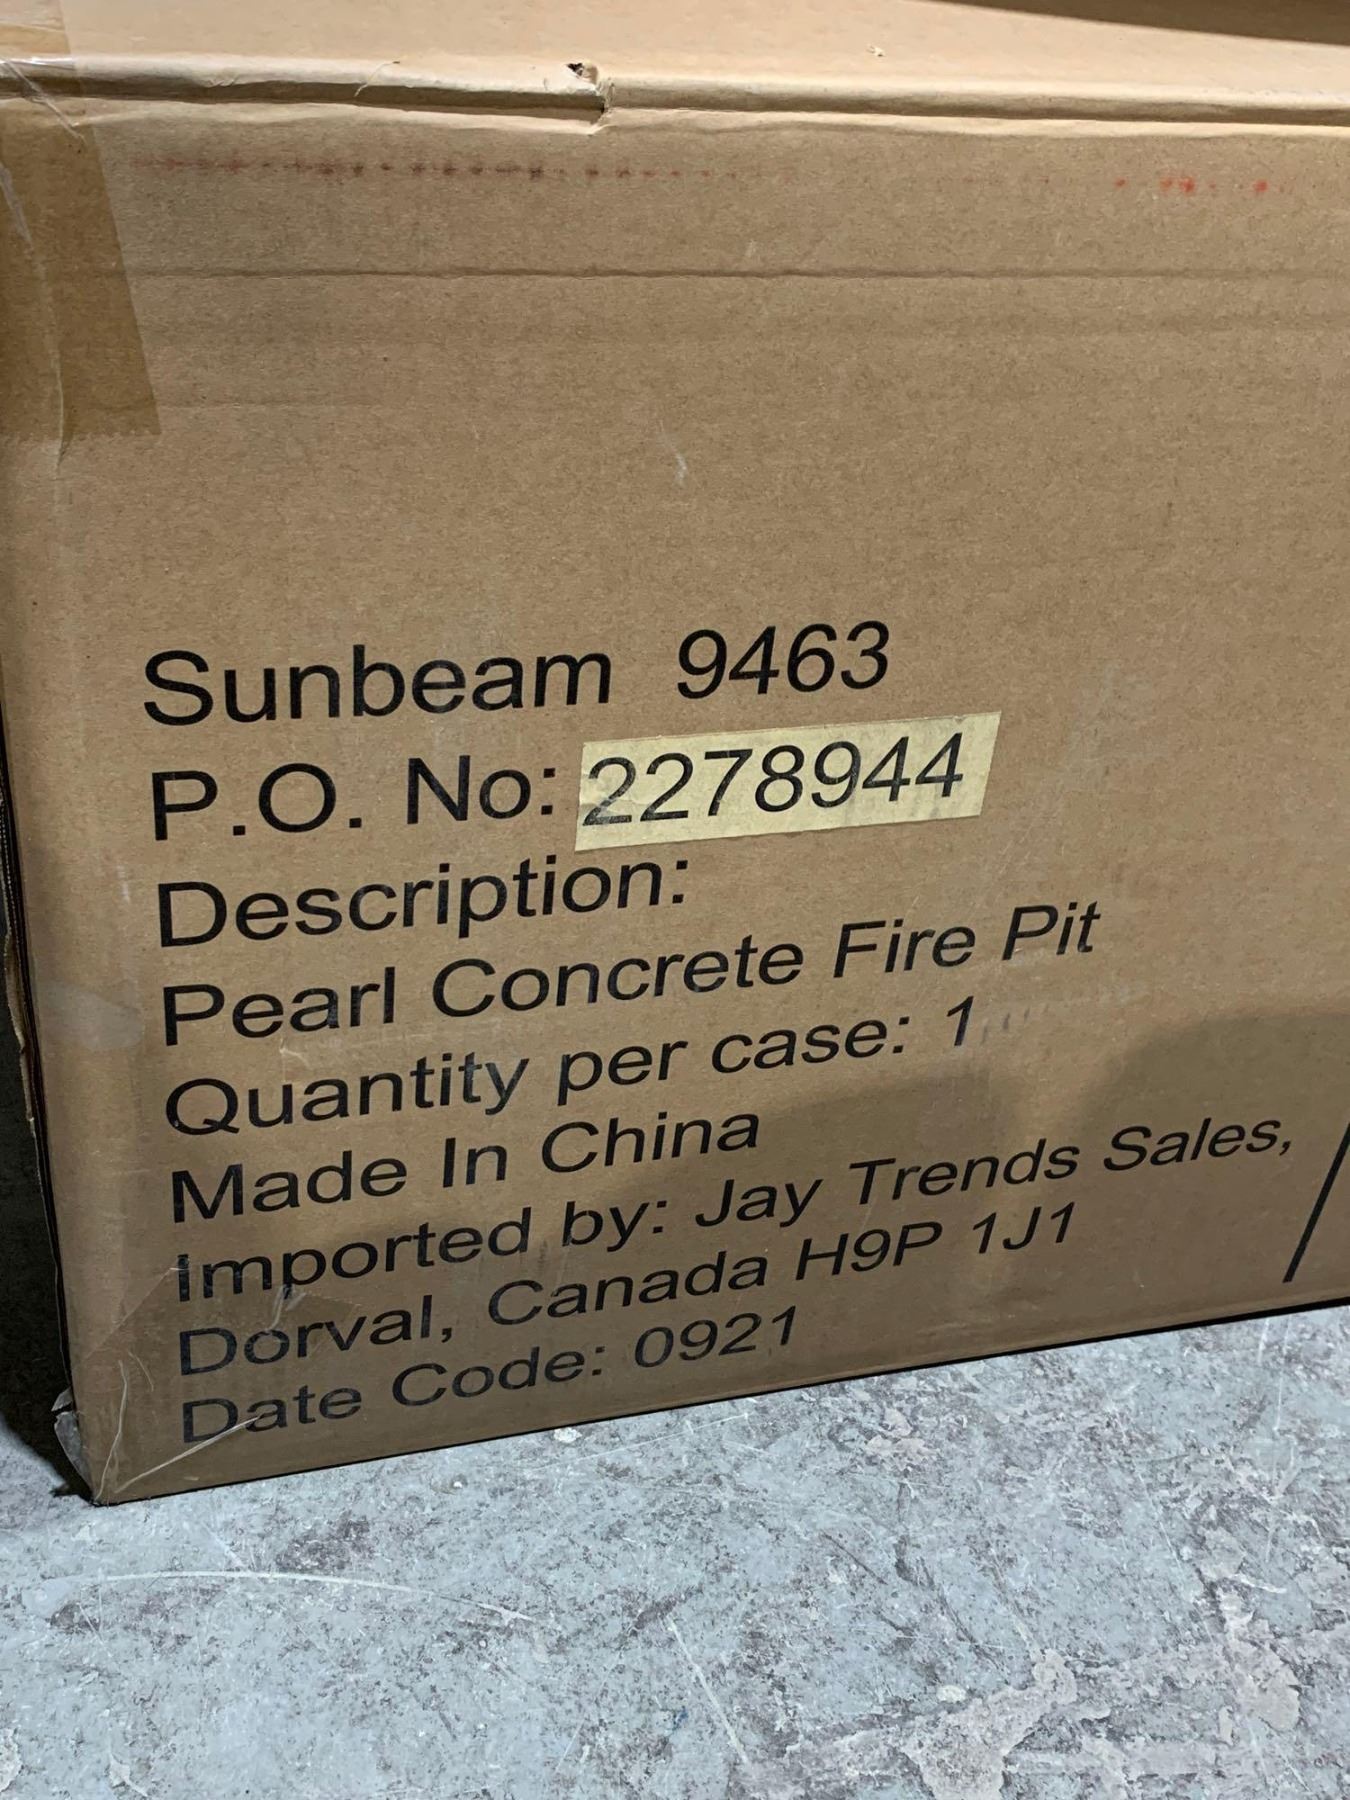 Sunbeam 9463
P.O. No: 2278944
Description:
Pearl Concrete Fire Pit
Quantity per case: 1
Made In China
Imported by: Jay Trends Sales,
Dorval, Canada H9P 1J1
Date Code: 0921